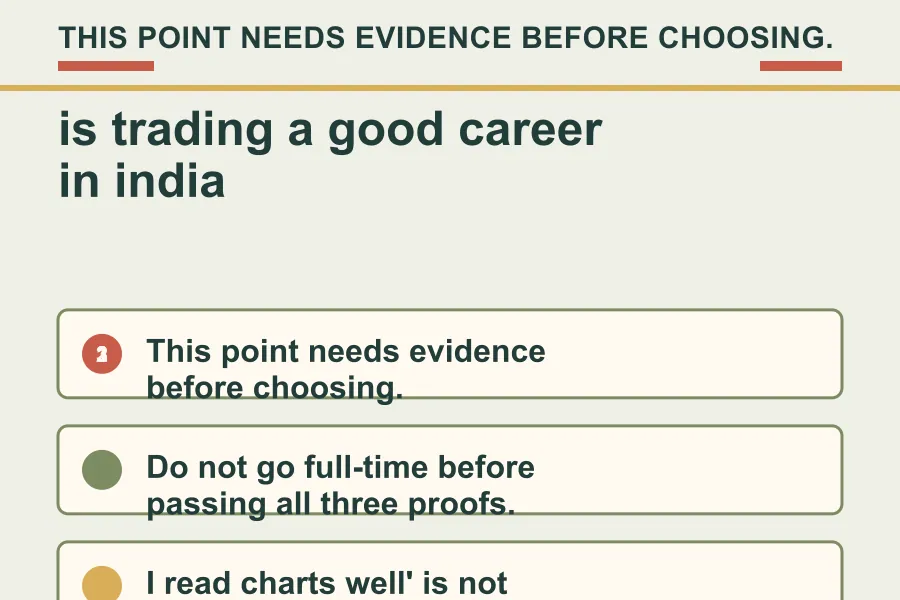 THIS POINT NEEDS EVIDENCE BEFORE CHOOSING.
is trading a good career
in india
This point needs evidence
before choosing.
Do not go full-time before
passing all three proofs.
I read charts well' is not